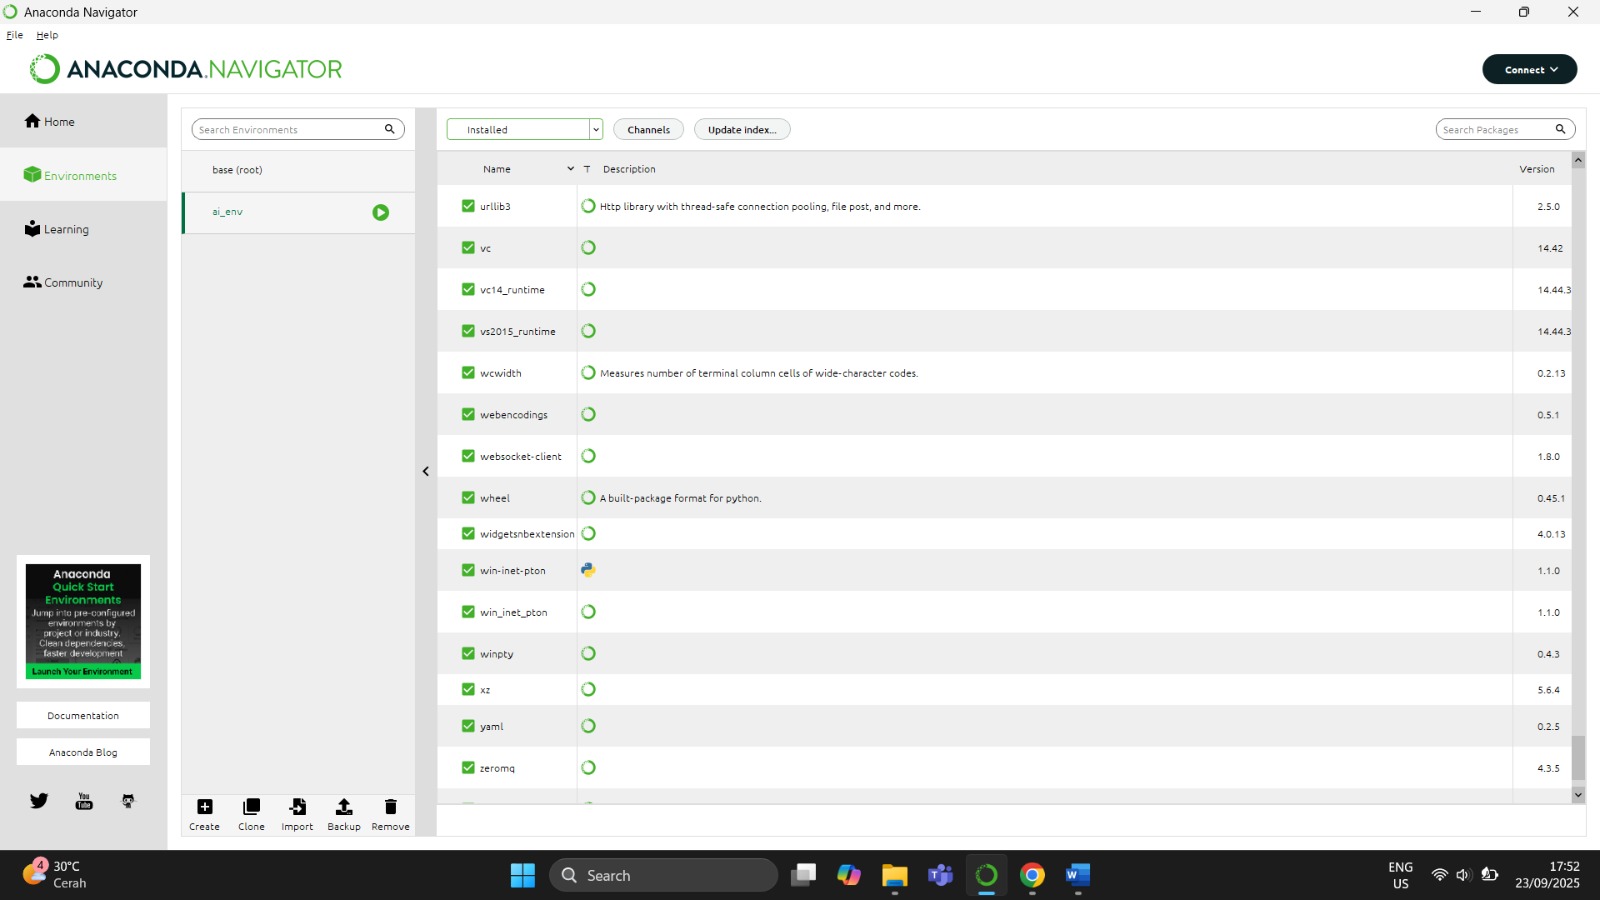 Anaconda Navigator
File Help
ANACONDA.NAVIGATOR
Connect
Home
Environments
Learning
Community
Anaconda
Quick Start
Environments
Jump into pre-configured
environments by
project or industry.
Clean dependencies,
faster development
Launch Your Environment
Documentation
Anaconda Blog
You
Tube
Search Environments
base (root)
ai_env
Create Clone Import Backup Remove
Installed Channels Update index... Search Packages
Name T Description Version
urllib3 Http library with thread-safe connection pooling, file post, and more. 2.5.0
vc 14.42
vc14_runtime 14.44.3
vs2015_runtime 14.44.3
wcwidth Measures number of terminal column cells of wide-character codes. 0.2.13
webencodings 0.5.1
websocket-client 1.8.0
wheel A built-package format for python. 0.45.1
widgetsnbextension 4.0.13
win-inet-pton 1.1.0
win_inet_pton 1.1.0
winpty 0.4.3
xz 5.6.4
yaml 0.2.5
zeromq 4.3.5
4
30°C
Cerah
Search
ENG
US
17:52
23/09/2025